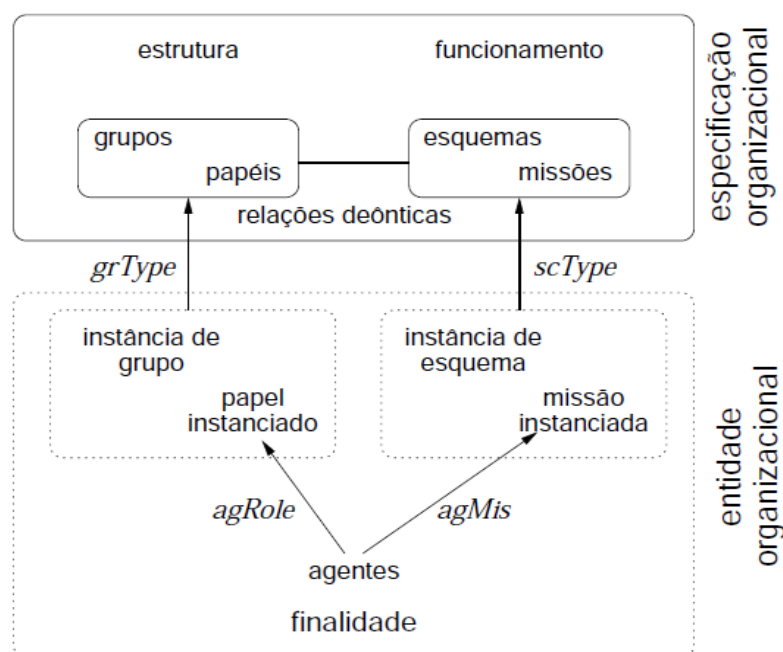 estrutura
funcionamento
grupos
papéis
esquemas
missões
relações deônticas
especificação
organizacional
grType
scType
instância de
grupo
papel
instanciado
instância de
esquema
missão
instanciada
agRole
agMis
agentes
finalidade
entidade
organizacional